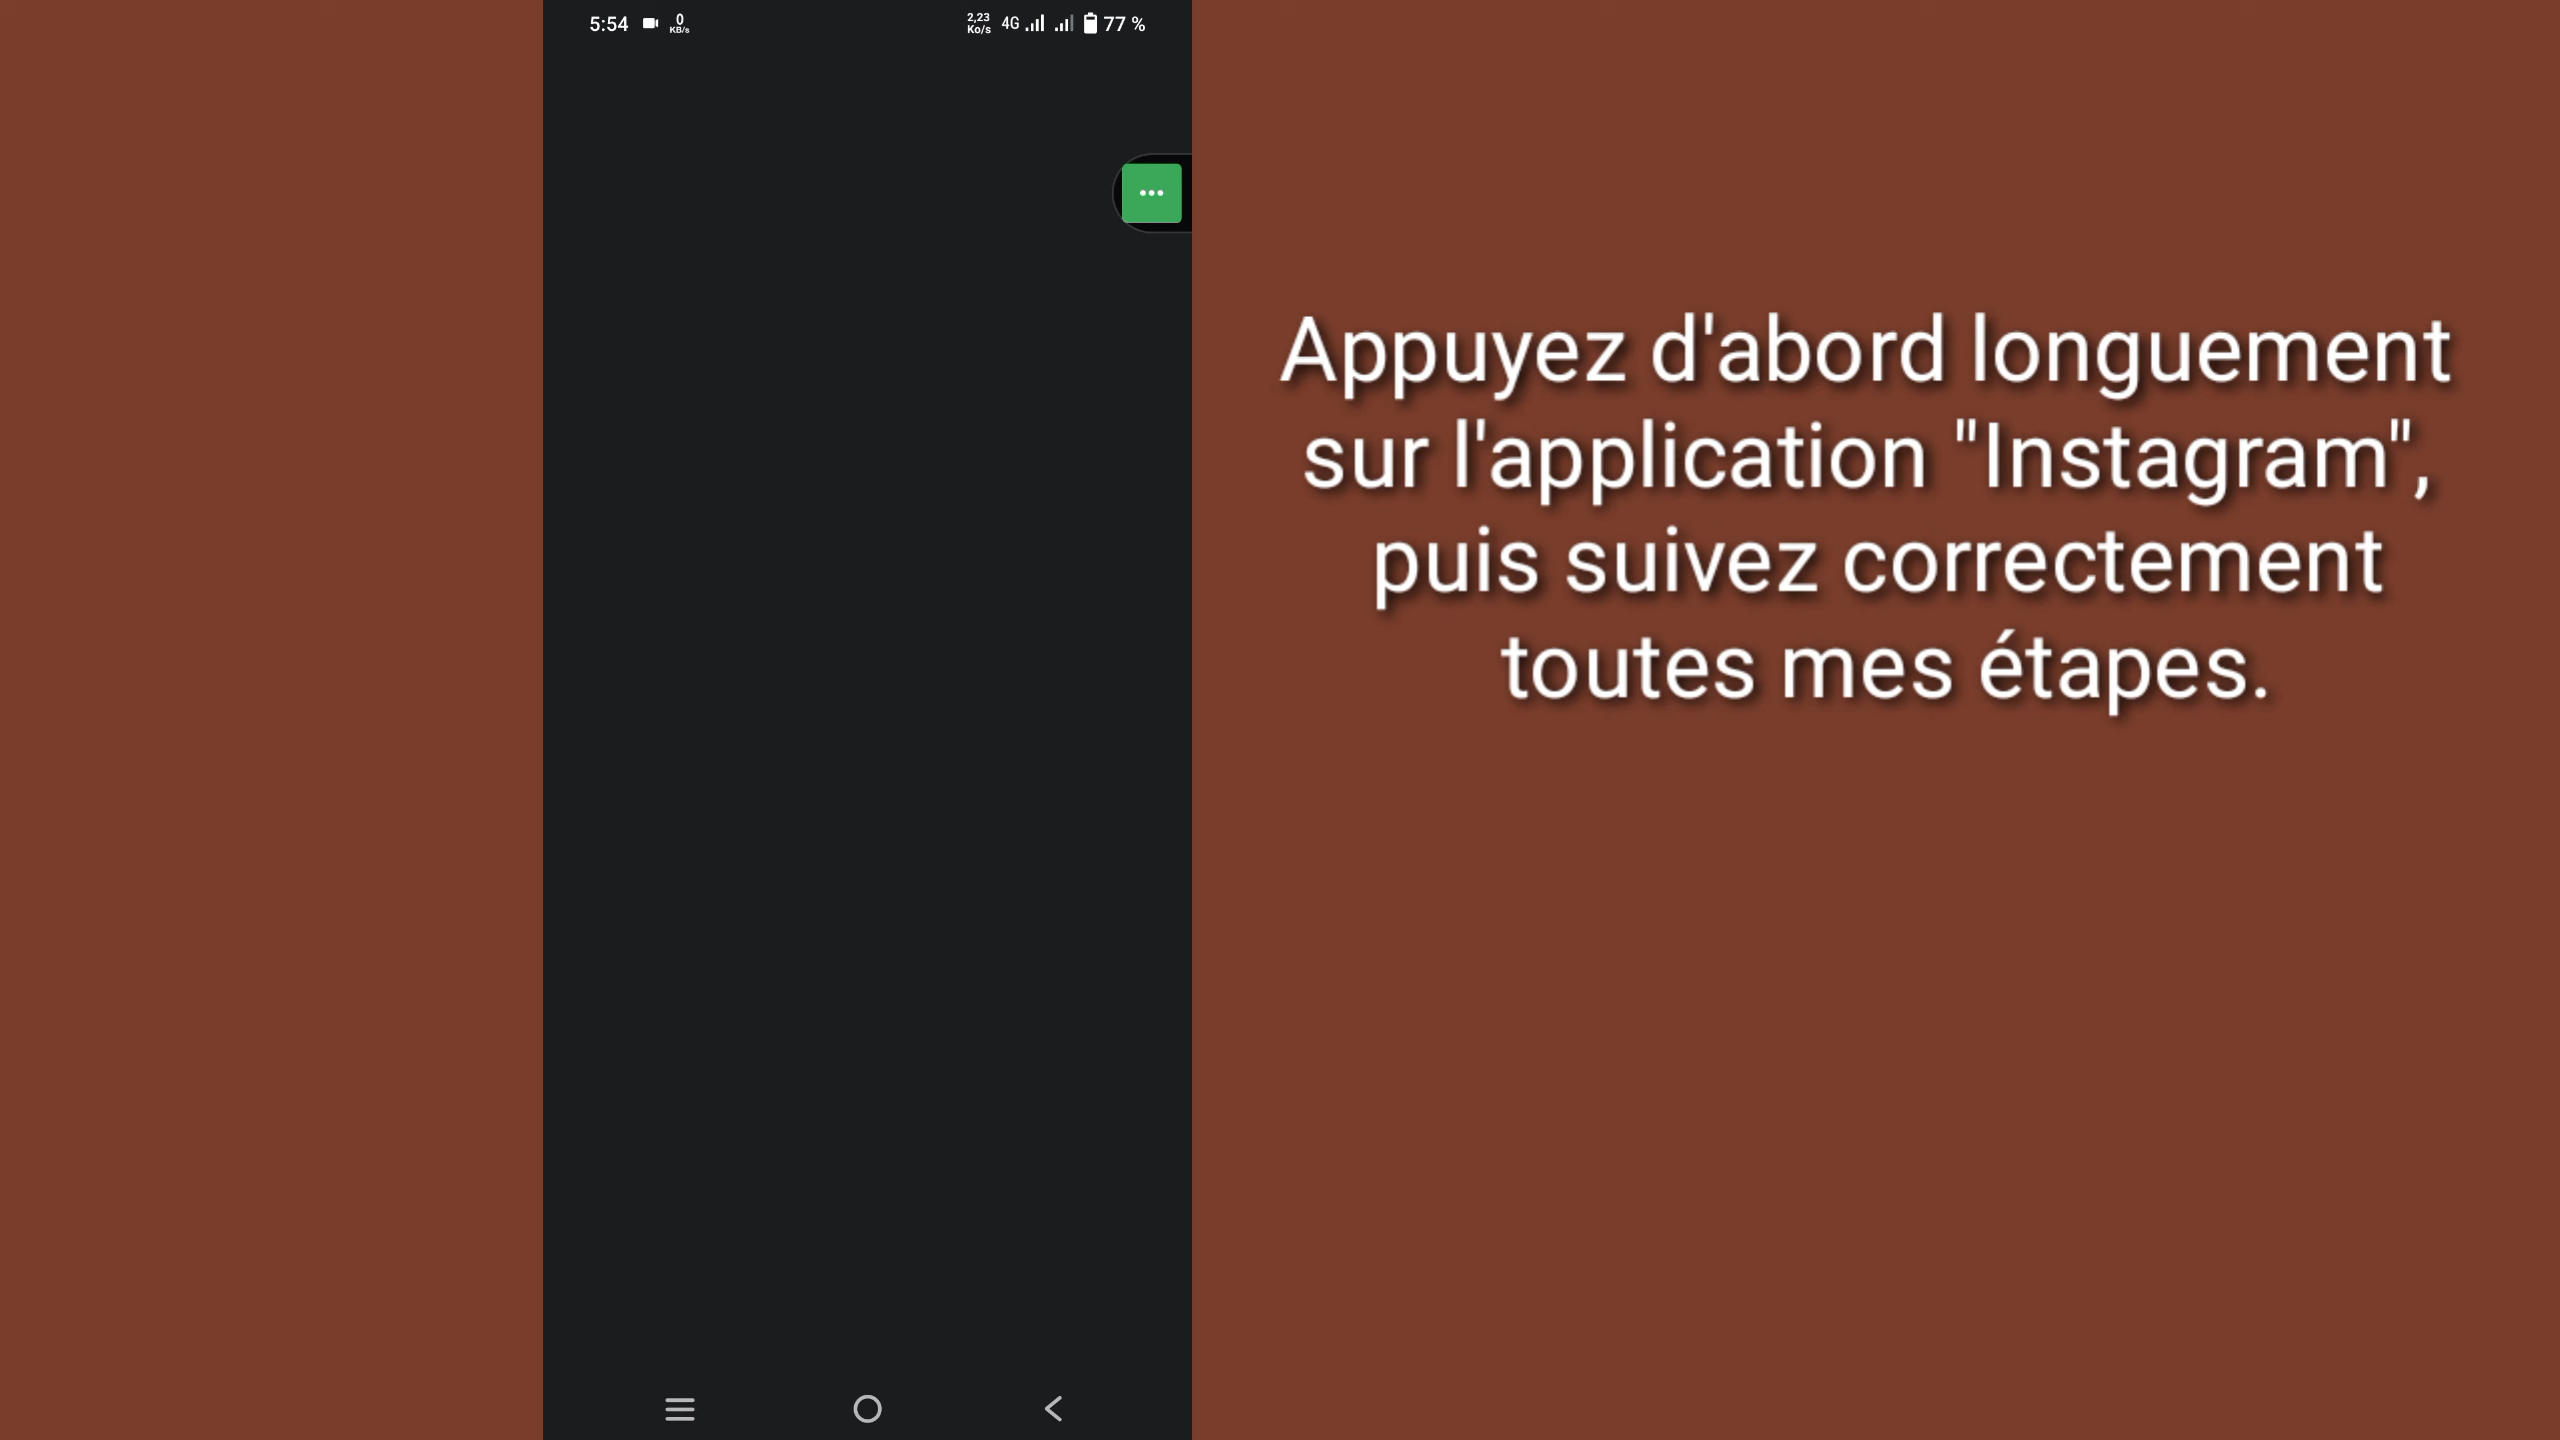 5:54
0
KB/s
2,23
Ko/s
4G
77 %
Appuyez d'abord longuement
sur l'application "Instagram",
puis suivez correctement
toutes mes étapes.